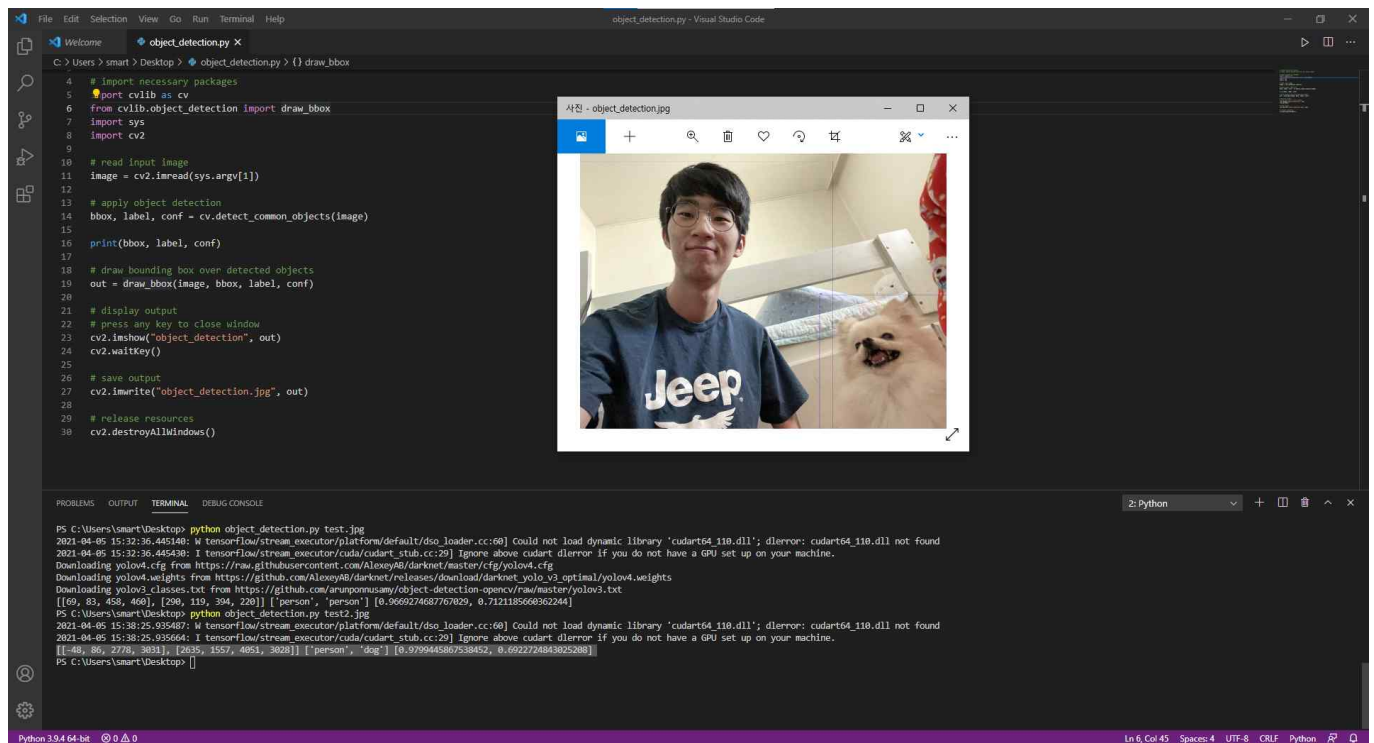 File Edit Selection View Go Run Terminal Help
object_detection.py - Visual Studio Code
Welcome
object_detection.py ×
C: > Users > smart > Desktop > object_detection.py > {} draw_bbox
4 # import necessary packages
5 import cvlib as cv
6 from cvlib.object_detection import draw_bbox
7 import sys
8 import cv2
9
10 # read input image
11 image = cv2.imread(sys.argv[1])
12
13 # apply object detection
14 bbox, label, conf = cv.detect_common_objects(image)
15
16 print(bbox, label, conf)
17
18 # draw bounding box over detected objects
19 out = draw_bbox(image, bbox, label, conf)
20
21 # display output
22 # press any key to close window
23 cv2.imshow("object_detection", out)
24 cv2.waitKey()
25
26 # save output
27 cv2.imwrite("object_detection.jpg", out)
28
29 # release resources
30 cv2.destroyAllWindows()
사진 - object_detection.jpg
Jeep
PROBLEMS OUTPUT TERMINAL DEBUG CONSOLE
2: Python
PS C:\Users\smart\Desktop> python object_detection.py test.jpg
2021-04-05 15:32:36.445140: W tensorflow/stream_executor/platform/default/dso_loader.cc:60] Could not load dynamic library 'cudart64_110.dll'; dlerror: cudart64_110.dll not found
2021-04-05 15:32:36.445430: I tensorflow/stream_executor/cuda/cudart_stub.cc:29] Ignore above cudart dlerror if you do not have a GPU set up on your machine.
Downloading yolov4.cfg from https://raw.githubusercontent.com/AlexeyAB/darknet/master/cfg/yolov4.cfg
Downloading yolov4.weights from https://github.com/AlexeyAB/darknet/releases/download/darknet_yolo_v3_optimal/yolov4.weights
Downloading yolov3_classes.txt from https://github.com/arunponnusamy/object-detection-opencv/raw/master/yolov3.txt
[[69, 83, 458, 460], [290, 119, 394, 220]] ['person', 'person'] [0.9669274687767029, 0.7121185660362244]
PS C:\Users\smart\Desktop> python object_detection.py test2.jpg
2021-04-05 15:38:25.935487: W tensorflow/stream_executor/platform/default/dso_loader.cc:60] Could not load dynamic library 'cudart64_110.dll'; dlerror: cudart64_110.dll not found
2021-04-05 15:38:25.935664: I tensorflow/stream_executor/cuda/cudart_stub.cc:29] Ignore above cudart dlerror if you do not have a GPU set up on your machine.
[[-48, 86, 2778, 3031], [2635, 1557, 4051, 3028]] ['person', 'dog'] [0.9799445867538452, 0.6922724843025208]
PS C:\Users\smart\Desktop>
Python 3.9.4 64-bit 0 0
Ln 6, Col 45 Spaces: 4 UTF-8 CRLF Python